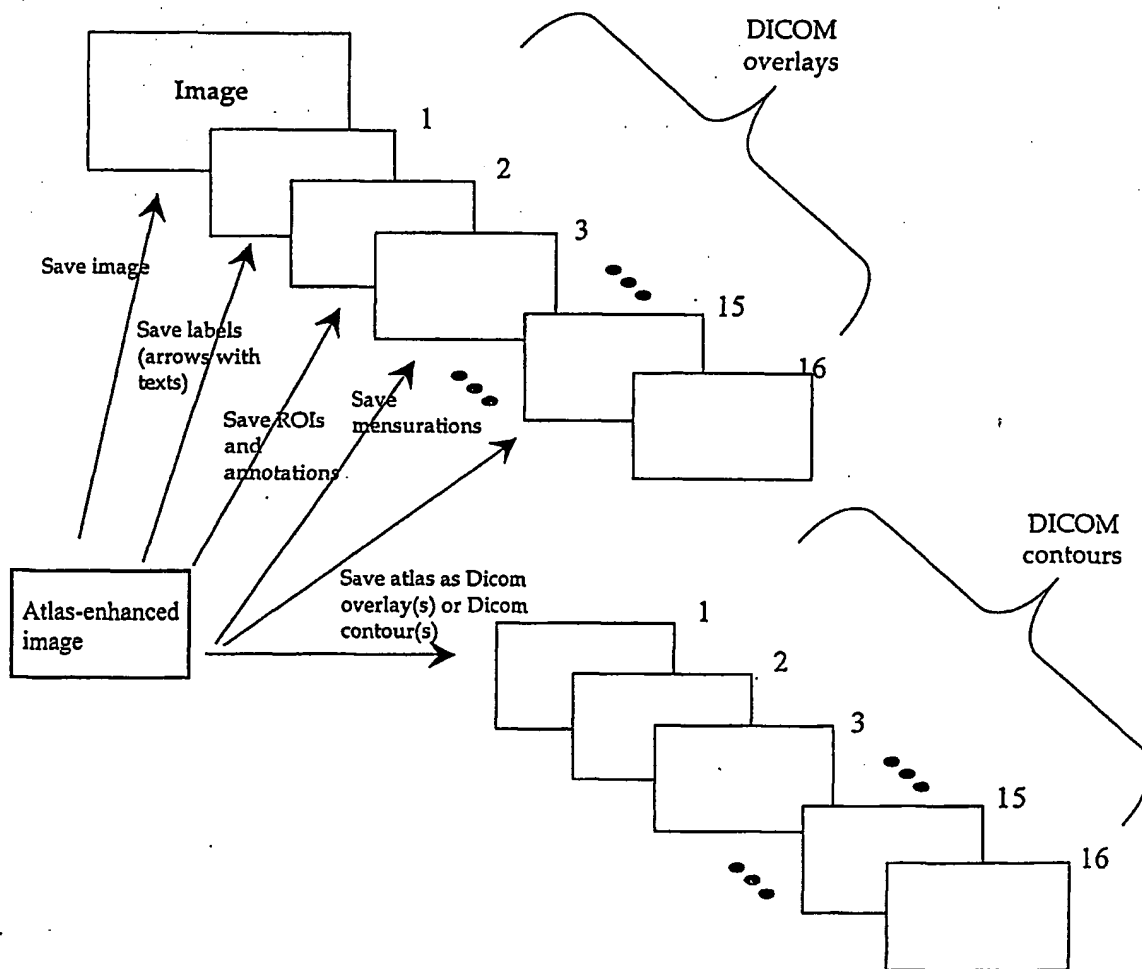 DICOM
overlays
Image
1
2
3
15
16
Save image
Save labels
(arrows with
texts)
Save ROIs
and
annotations
Save
mensurations
DICOM
contours
Atlas-enhanced
image
Save atlas as Dicom
overlay(s) or Dicom
contour(s)
1
2
3
15
16